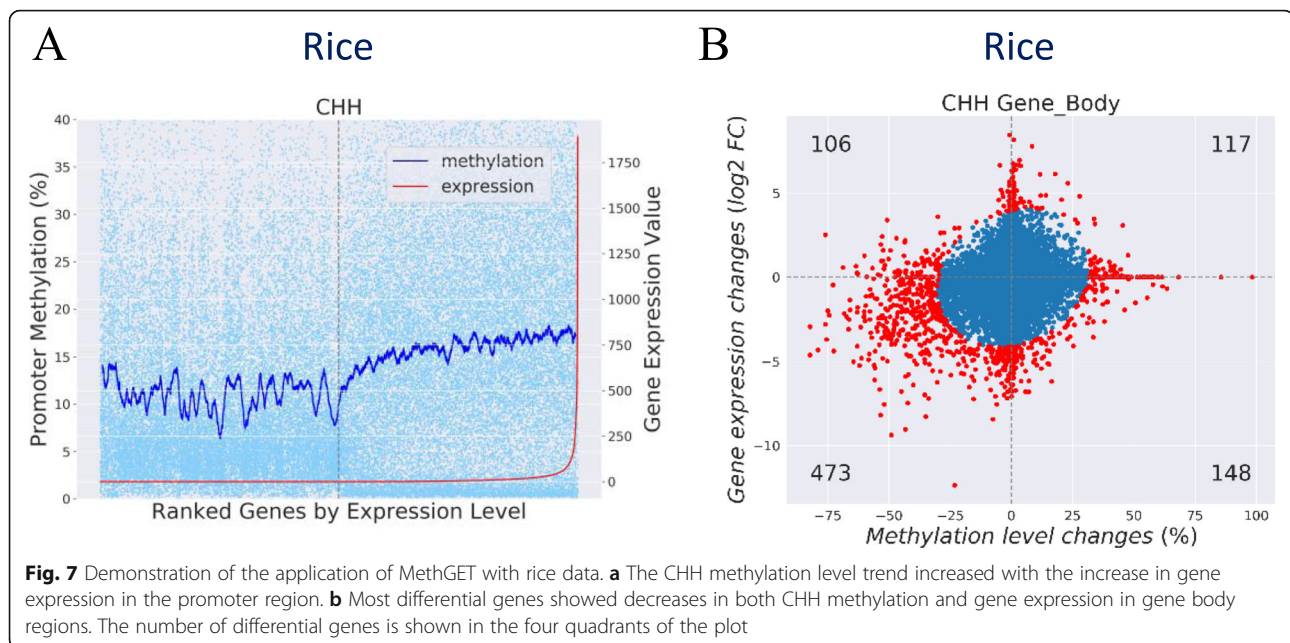 A
Rice
CHH
Promoter Methylation (%)
40
35
30
25
20
15
10
5
0
methylation
expression
1750
1500
1250
1000
750
500
250
0
Gene Expression Value
Ranked Genes by Expression Level
B
Rice
CHH Gene_Body
Gene expression changes (log2 FC)
106
117
5
0
−5
−10
473
148
−75
−50
−25
0
25
50
75
100
Methylation level changes (%)
Fig. 7 Demonstration of the application of MethGET with rice data. a The CHH methylation level trend increased with the increase in gene
expression in the promoter region. b Most differential genes showed decreases in both CHH methylation and gene expression in gene body
regions. The number of differential genes is shown in the four quadrants of the plot